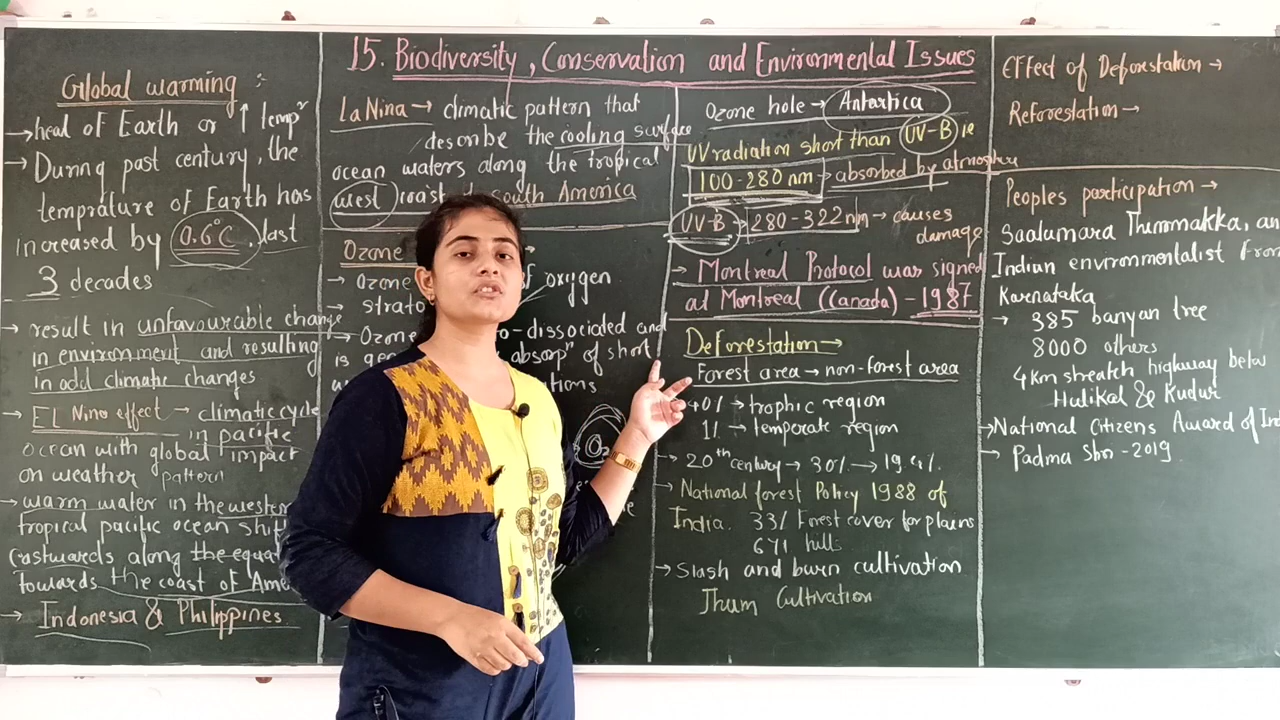 15. Biodiversity, Conservation and Environmental Issues
Global warming :
→ heat of Earth or ↑ tempr
→ During past century, the
temprature of Earth has
increased by 0.6°C, last
3 decades
→ result in unfavourable change
in environment and resulting
in odd climatic changes
→ EL Nino effect → climatic cycle
in pacific
ocean with global impact
on weather pattern
→ warm water in the western
tropical pacific ocean shift
eastwards along the equa
towards the coast of Ame
→ Indonesia & Philippines
La Nina → climatic pattern that
describe the cooling surface
ocean waters along the tropical
west coast South America
Ozone
→ Ozone of oxygen
→ strato
→ Ozone o-dissociated and
is ge absorpn of short
ations
O2
Ozone hole → Antartica
UV radiation short than UV-B ie
100-280 nm → absorbed by atmosphere
UV-B → 280-322 nm → causes
damage
→ Montreal Protocol was signed
at Montreal (Canada) - 1987
Deforestation →
Forest area → non-forest area
40% → trophic region
1% → temperate region
→ 20th century → 30% → 19.4%
→ National forest Policy 1988 of
India. 33% Forest cover for plains
67% hills
→ Slash and burn cultivation
Jhum Cultivation
Effect of Deforestation →
Reforestation →
Peoples participation →
Saalumara Thimmakka, an
Indian environmentalist from
Karnataka
→ 385 banyan tree
8000 others
4 km stretch highway betw
Hulikal & Kudur
→ National Citizens Award of Ind
→ Padma Shri - 2019